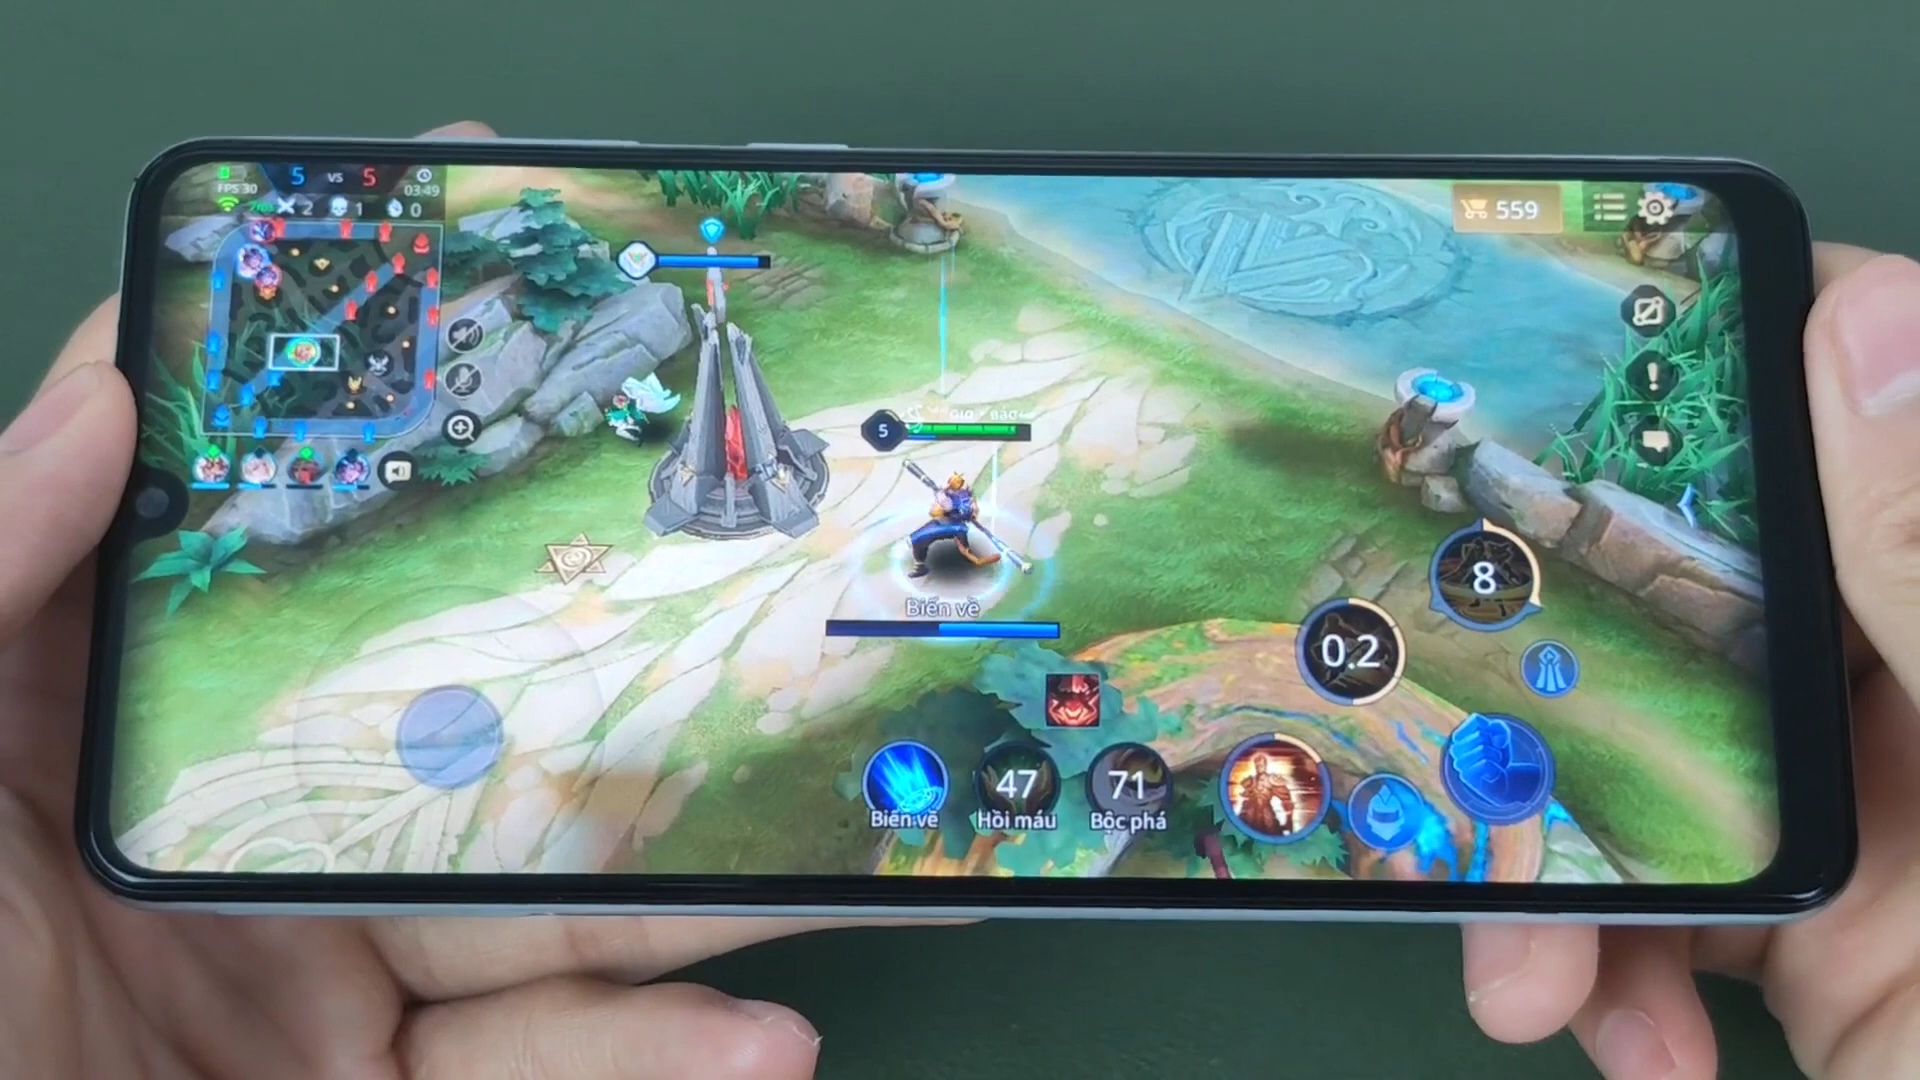 5 vs 5
FPS 30
03:49
2
1
0
559
5
Biến về
8
0.2
47
71
Biến về
Hồi máu
Bộc phá